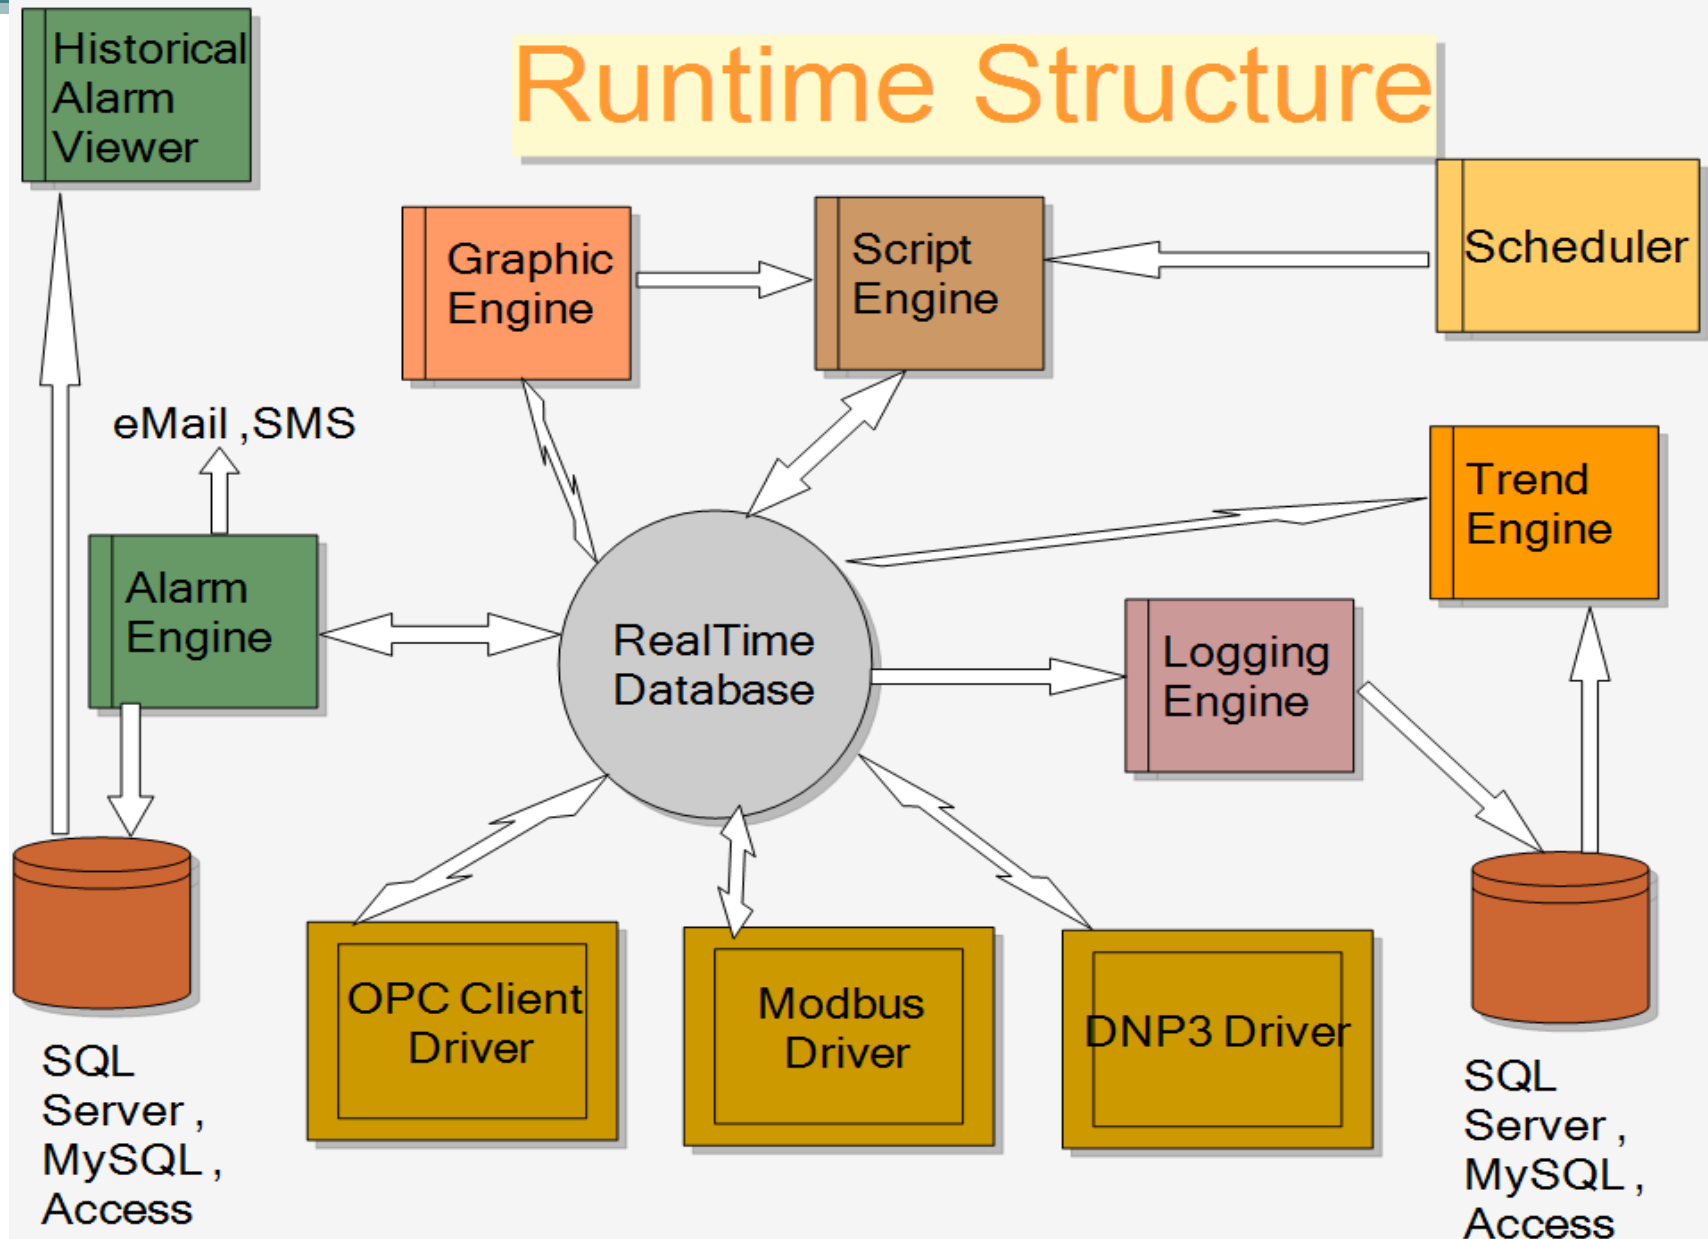 Historical
Alarm
Viewer
Runtime Structure
Graphic
Engine
Script
Engine
Scheduler
eMail ,SMS
Trend
Engine
Alarm
Engine
RealTime
Database
Logging
Engine
OPC Client
Driver
Modbus
Driver
DNP3 Driver
SQL
Server ,
MySQL ,
Access
SQL
Server ,
MySQL ,
Access